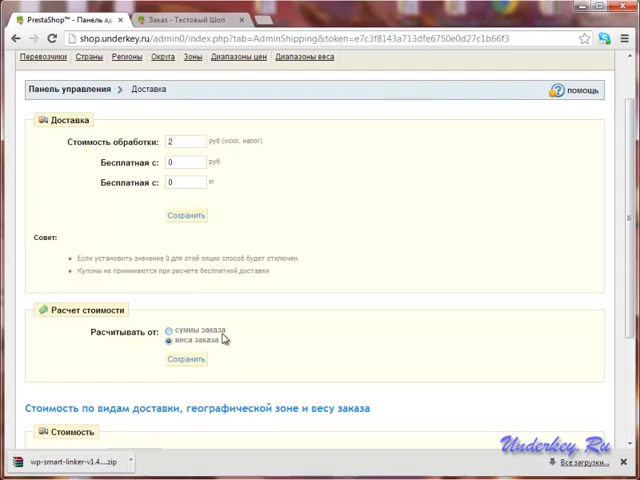 PrestaShop™ - Панель ад
Заказ - Тестовый Шоп
shop.underkey.ru/admin0/index.php?tab=AdminShipping&token=e7c3f8143a713dfe6750e0d27c1b66f3
Перевозчики Страны Регионы Округа Зоны Диапазоны цен Диапазоны веса
Панель управления Доставка помощь
Доставка
Стоимость обработки: 2 руб (искл. налог)
Бесплатная с: 0 руб
Бесплатная с: 0 кг
Сохранить
Совет:
Если установить значение 0 для этой опции способ будет отключен.
Купоны не принимаются при расчете бесплатной доставки
Расчет стоимости
Расчитывать от: суммы заказа
веса заказа
Сохранить
Стоимость по видам доставки, географической зоне и весу заказа
Стоимость
Underkey.Ru
wp-smart-linker-v1.4....zip Все загрузки...